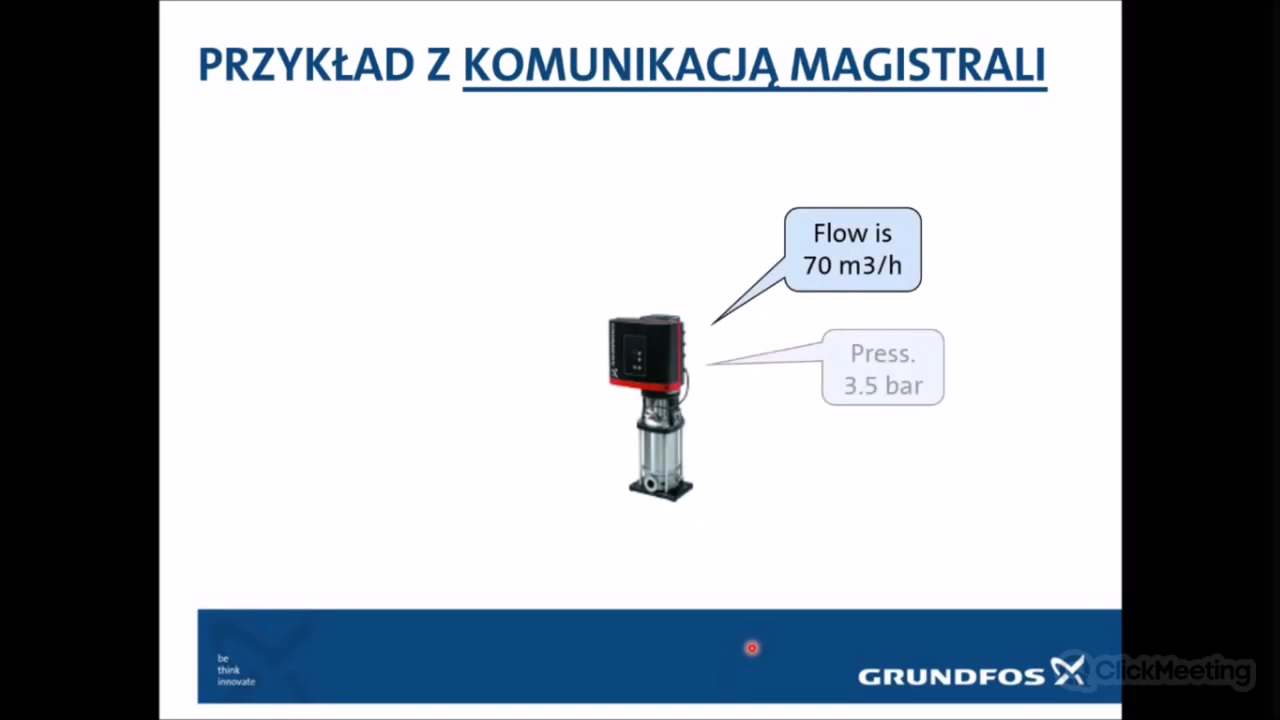 PRZYKŁAD Z KOMUNIKACJĄ MAGISTRALI
Flow is
70 m3/h
Press.
3.5 bar
be
think
innovate
GRUNDFOS
ClickMeeting